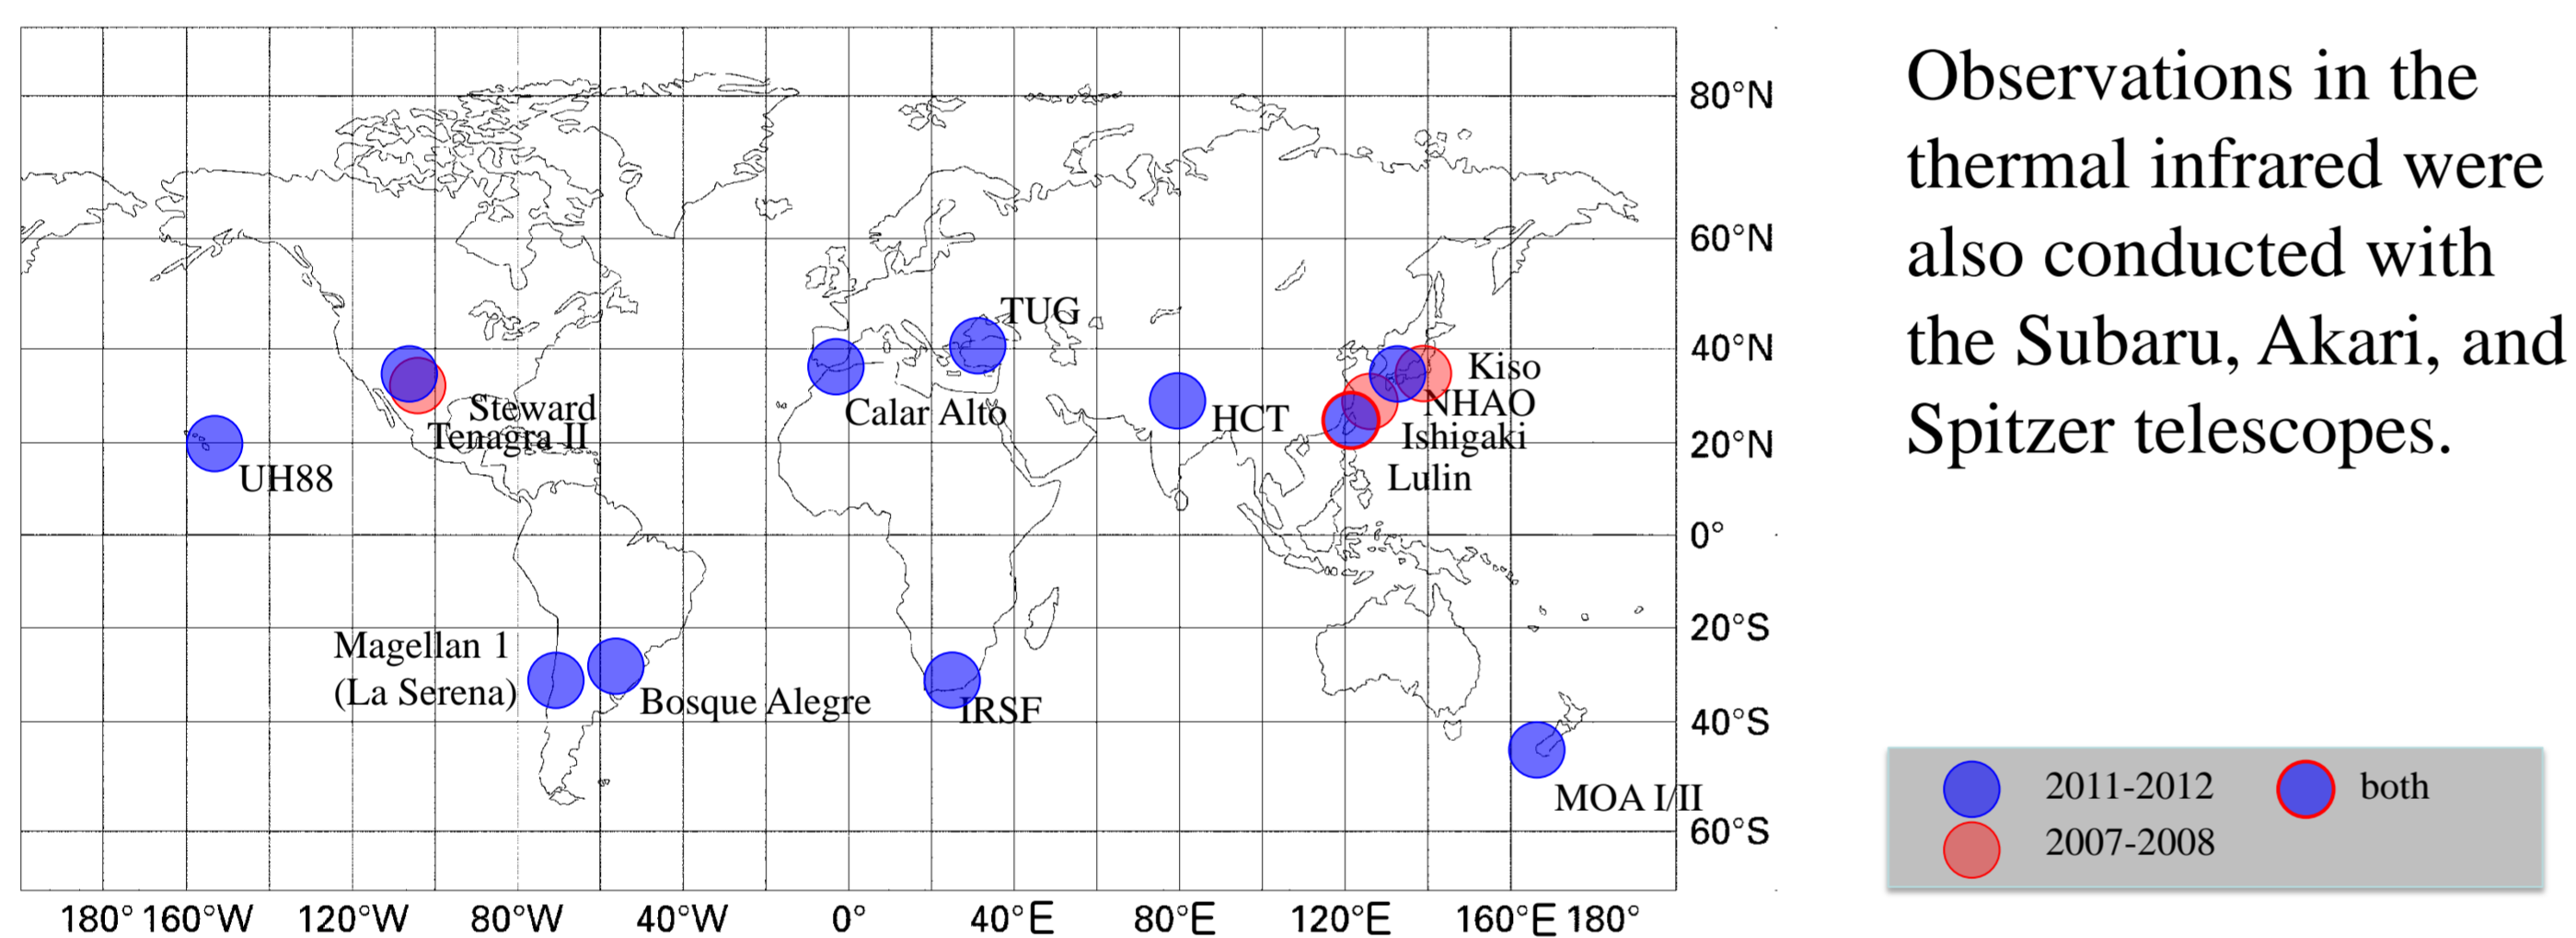 Observations in the
thermal infrared were
also conducted with
the Subaru, Akari, and
Spitzer telescopes.
80°N
60°N
40°N
20°N
0°
20°S
40°S
60°S
TUG
Kiso
NHAO
Ishigaki
Lulin
Steward
Tenagra II
Calar Alto
HCT
UH88
Magellan 1
(La Serena)
Bosque Alegre
IRSF
MOA I/II
180° 160°W 120°W 80°W 40°W 0° 40°E 80°E 120°E 160°E 180°
2011-2012 both
2007-2008